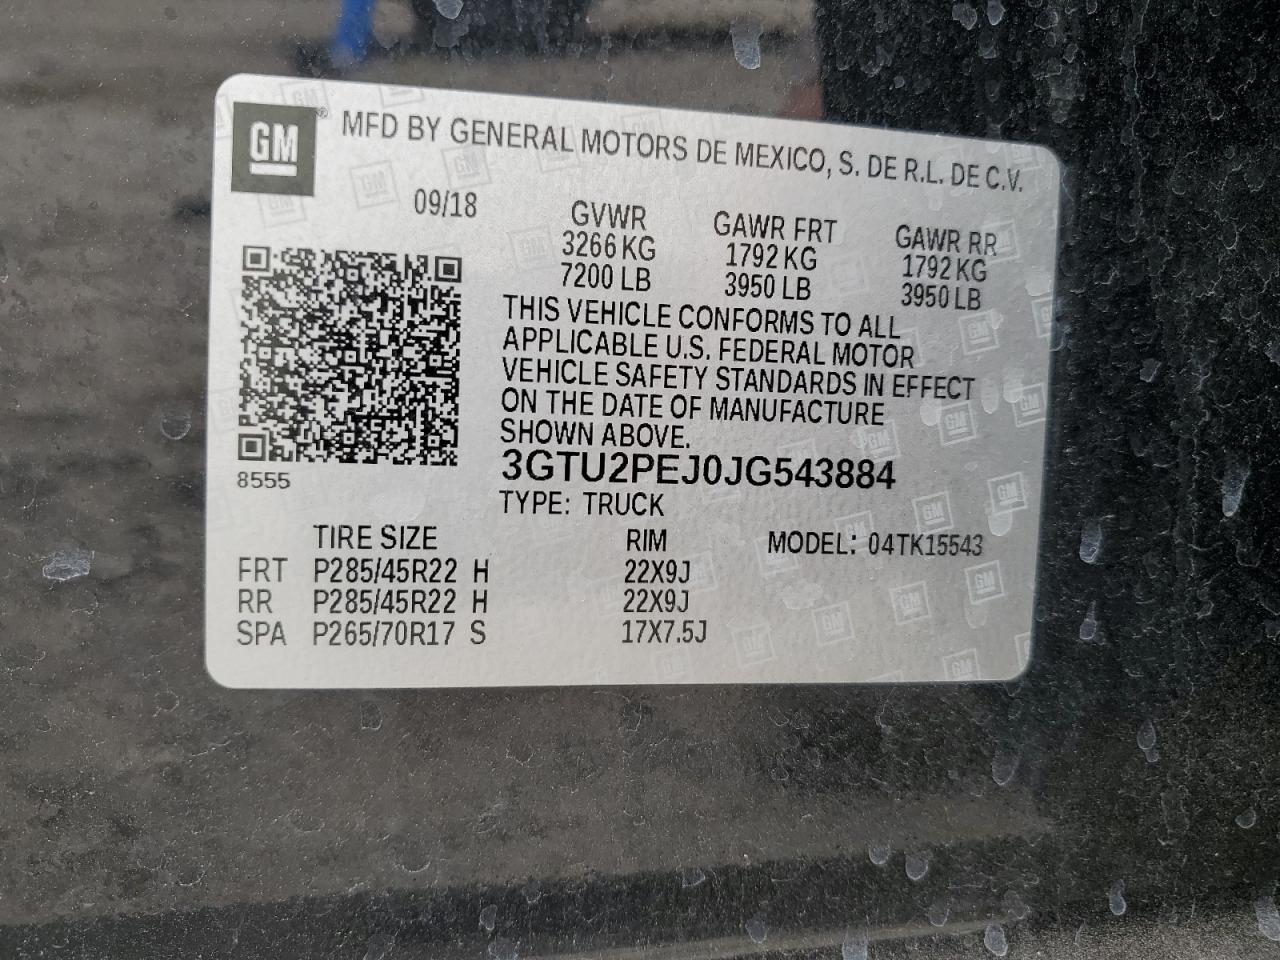 GM® MFD BY GENERAL MOTORS DE MEXICO, S. DE R.L. DE C.V.
09/18
GVWR GAWR FRT GAWR RR
3266 KG 1792 KG 1792 KG
7200 LB 3950 LB 3950 LB
THIS VEHICLE CONFORMS TO ALL
APPLICABLE U.S. FEDERAL MOTOR
VEHICLE SAFETY STANDARDS IN EFFECT
ON THE DATE OF MANUFACTURE
SHOWN ABOVE.
8555 3GTU2PEJ0JG543884
TYPE: TRUCK
TIRE SIZE RIM MODEL: 04TK15543
FRT P285/45R22 H 22X9J
RR P285/45R22 H 22X9J
SPA P265/70R17 S 17X7.5J